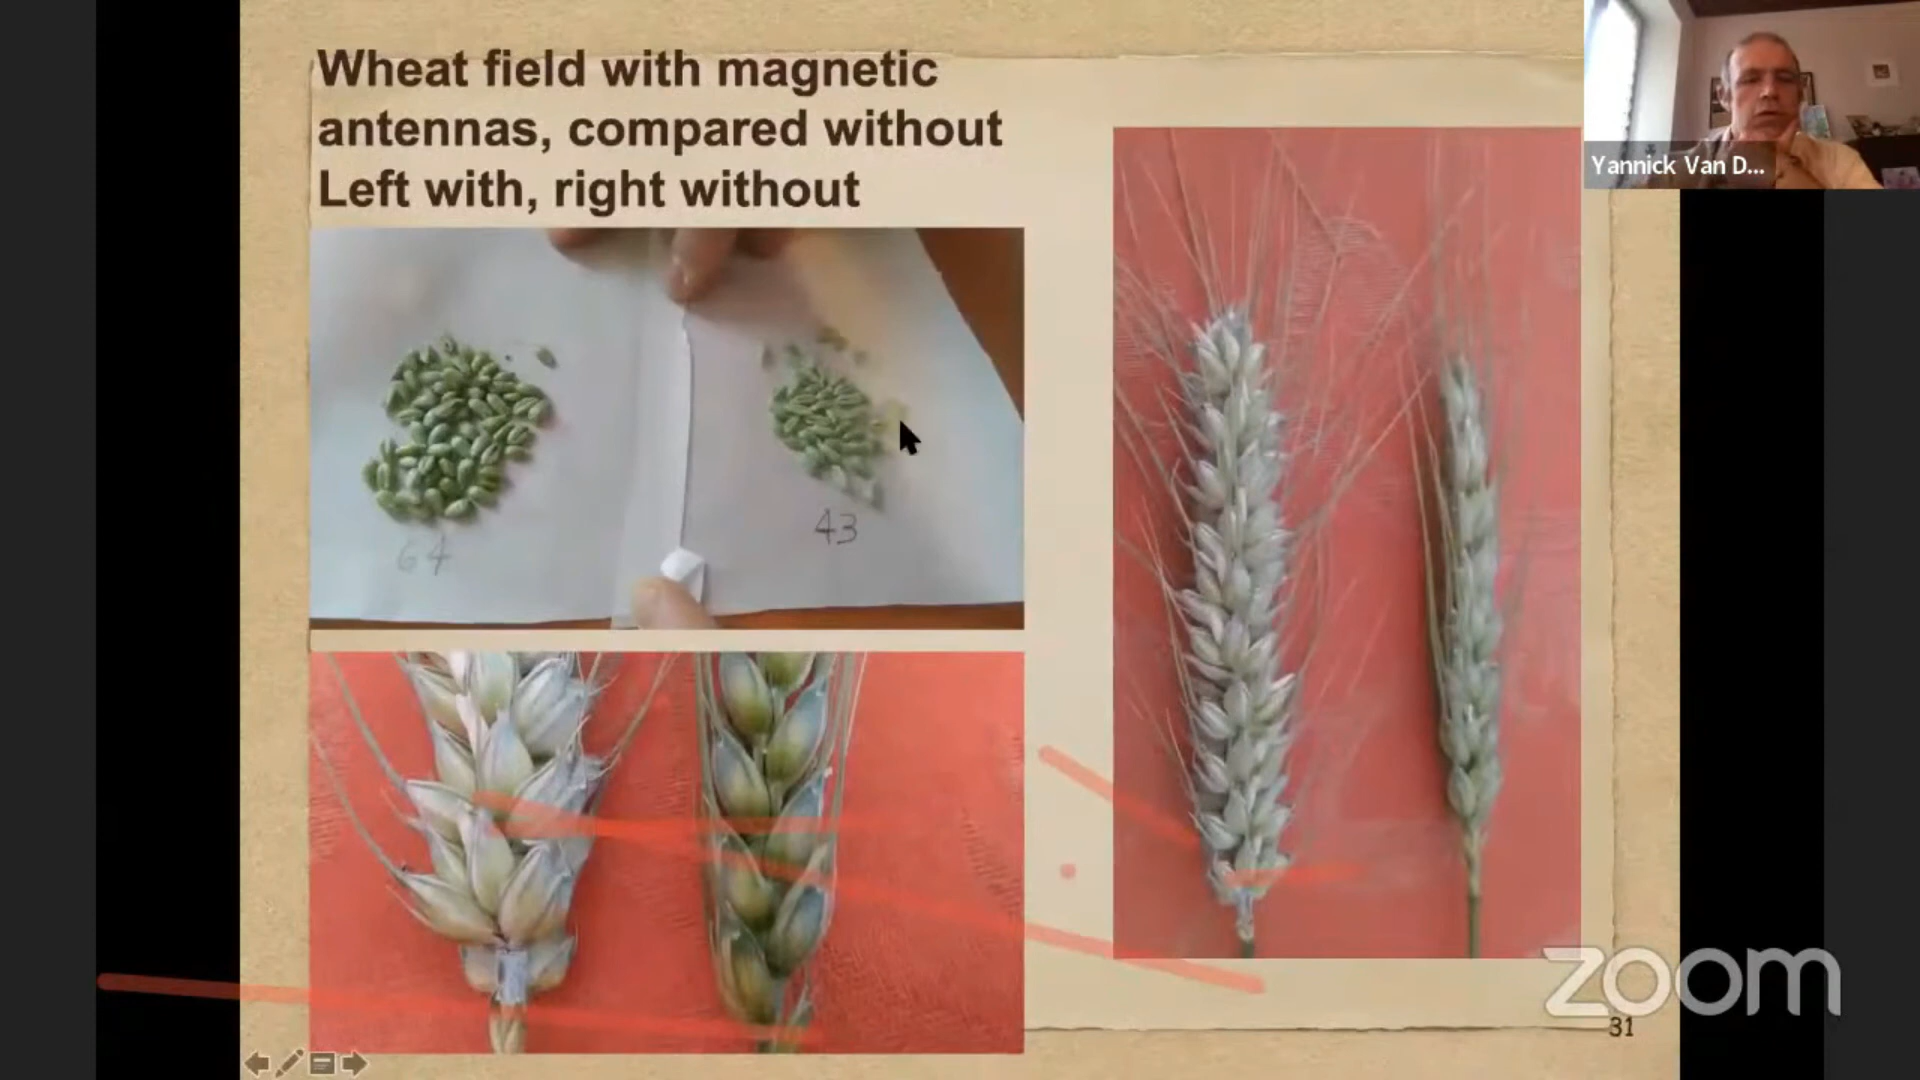 Wheat field with magnetic
antennas, compared without
Left with, right without
Yannick Van D...
64
43
zoom
31